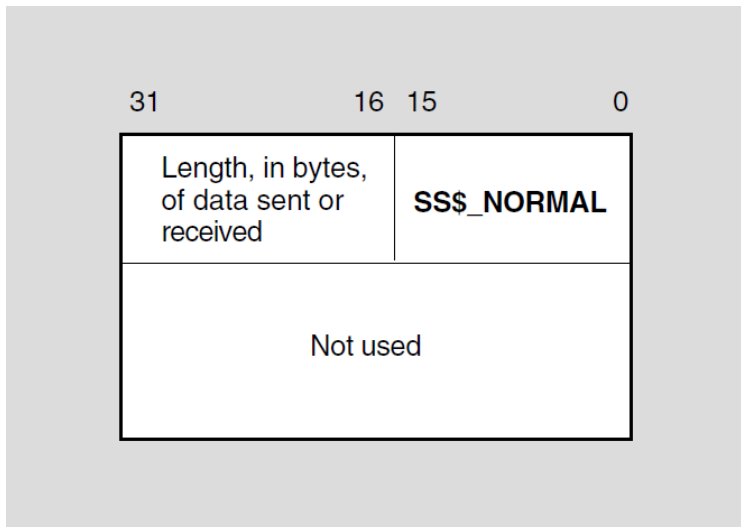 31 16 15 0
Length, in bytes,
of data sent or
received
SS$_NORMAL
Not used